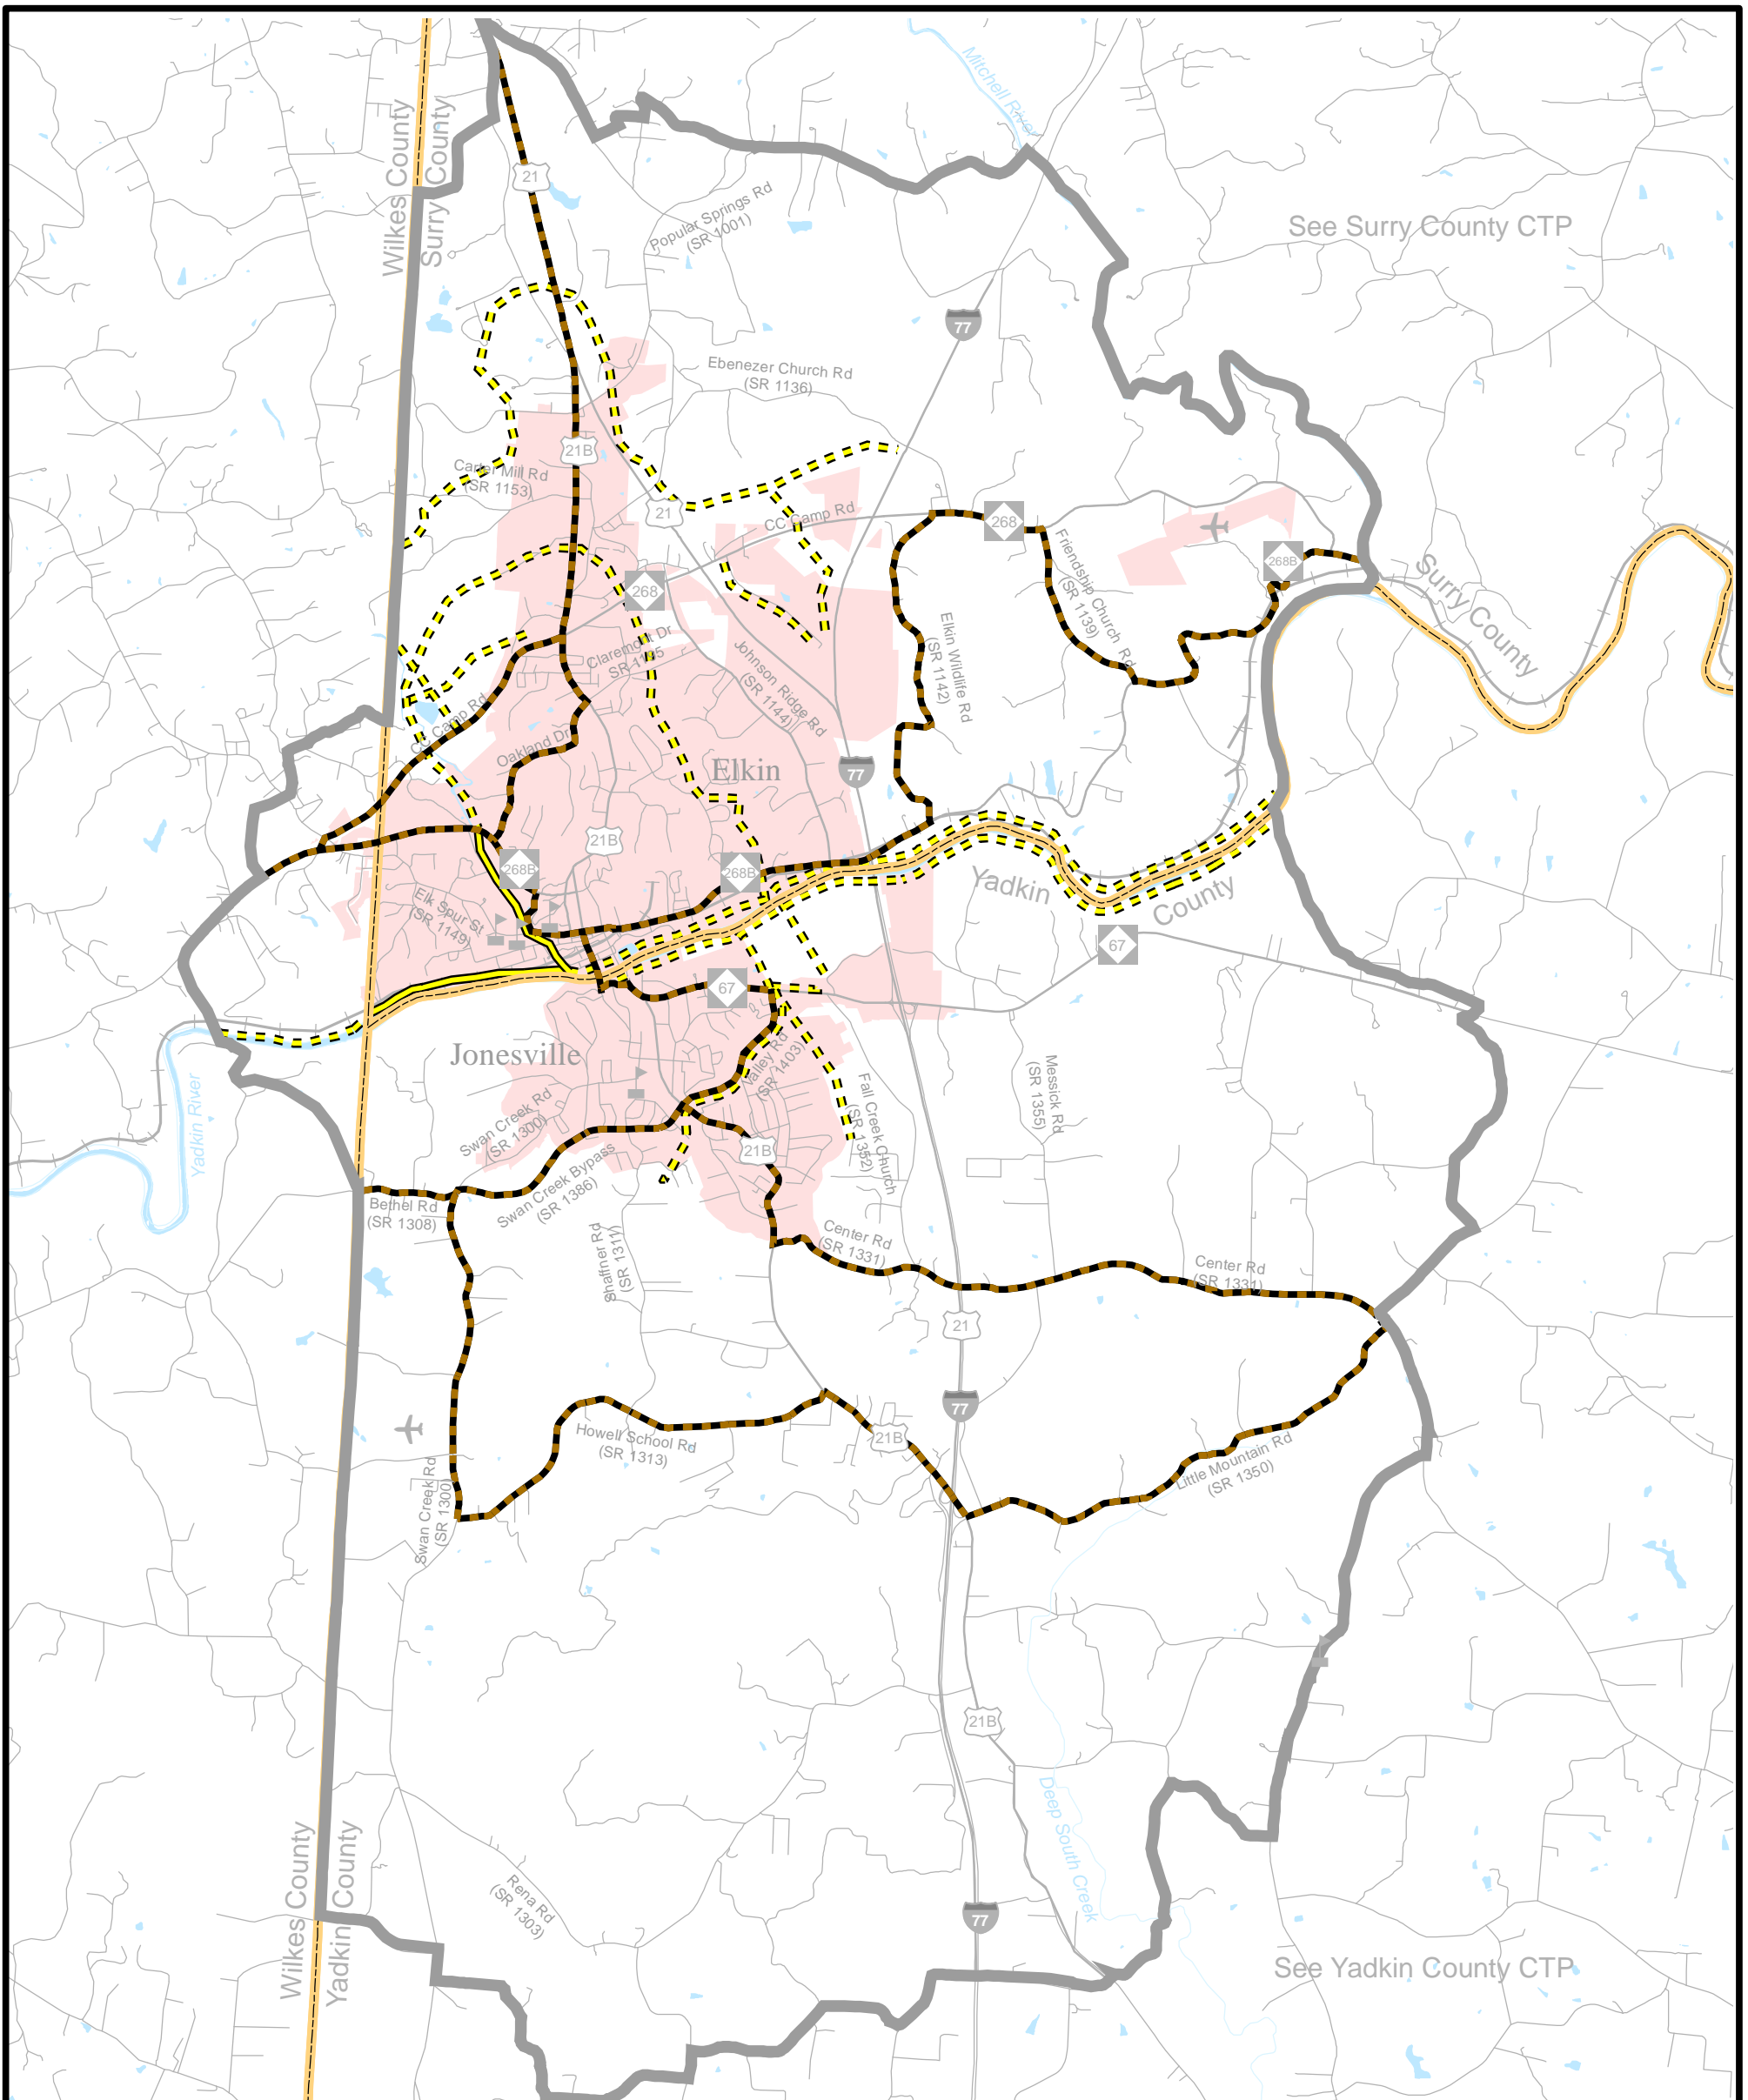 Mitchell River
Wilkes County
Surry County
21
Popular Springs Rd
(SR 1001)
See Surry County CTP
77
Ebenezer Church Rd
(SR 1136)
21B
Carter Mill Rd
(SR 1153)
21
CC Camp Rd
268
Friendship Church Rd
(SR 1139)
268B
Surry County
268
Claremont Dr
SR 1195
Johnson Ridge Rd
(SR 1144)
Elkin Wildlife Rd
(SR 1142)
CC Camp Rd
Oakland Dr
Elkin
77
21B
268B
268B
Elk Spur St
(SR 1149)
Yadkin
County
67
67
Jonesville
Valley Rd
(SR 1403)
Messick Rd
(SR 1355)
Fall Creek Church
(SR 1352)
Yadkin River
Swan Creek Rd
(SR 1300)
21B
Swan Creek Bypass
(SR 1386)
Bethel Rd
(SR 1308)
Shaffner Rd
(SR 1311)
Center Rd
(SR 1331)
Center Rd
(SR 1331)
21
77
21B
Howell School Rd
(SR 1313)
Little Mountain Rd
(SR 1350)
Swan Creek Rd
(SR 1300)
21B
Deep South Creek
Wilkes County
Yadkin County
Rena Rd
(SR 1303)
77
See Yadkin County CTP